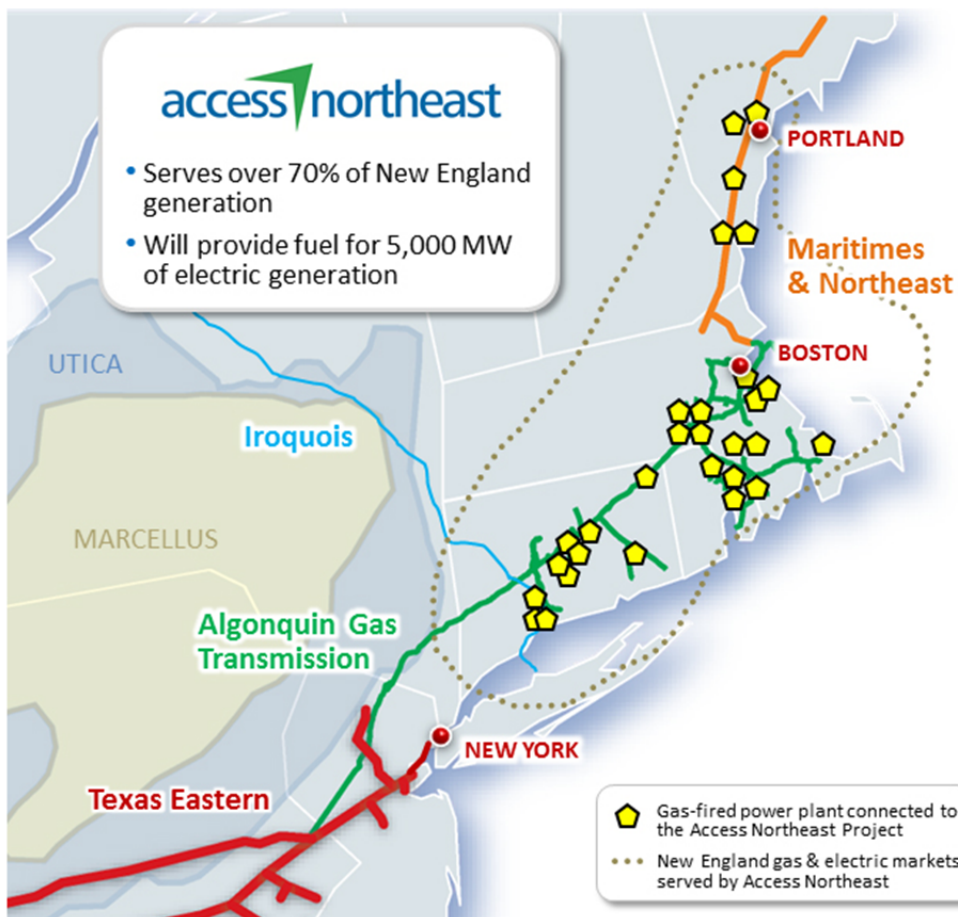 access northeast
• Serves over 70% of New England
generation
• Will provide fuel for 5,000 MW
of electric generation
PORTLAND
Maritimes
& Northeast
BOSTON
UTICA
Iroquois
MARCELLUS
Algonquin Gas
Transmission
NEW YORK
Texas Eastern
Gas-fired power plant connected to
the Access Northeast Project
New England gas & electric markets
served by Access Northeast